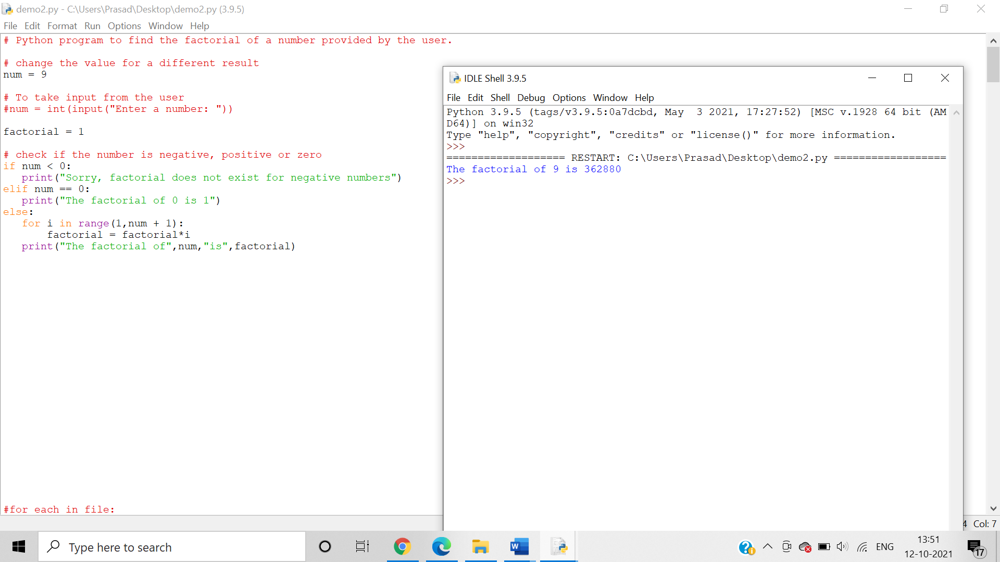 demo2.py - C:\Users\Prasad\Desktop\demo2.py (3.9.5)
File Edit Format Run Options Window Help
# Python program to find the factorial of a number provided by the user.
# change the value for a different result
num = 9
# To take input from the user
#num = int(input("Enter a number: "))
factorial = 1
# check if the number is negative, positive or zero
if num < 0:
   print("Sorry, factorial does not exist for negative numbers")
elif num == 0:
   print("The factorial of 0 is 1")
else:
   for i in range(1,num + 1):
       factorial = factorial*i
   print("The factorial of",num,"is",factorial)
#for each in file:
IDLE Shell 3.9.5
File Edit Shell Debug Options Window Help
Python 3.9.5 (tags/v3.9.5:0a7dcbd, May  3 2021, 17:27:52) [MSC v.1928 64 bit (AM
D64)] on win32
Type "help", "copyright", "credits" or "license()" for more information.
>>>
=================== RESTART: C:\Users\Prasad\Desktop\demo2.py ==================
The factorial of 9 is 362880
>>>
4 Col: 7
Type here to search
ENG
13:51
12-10-2021
17